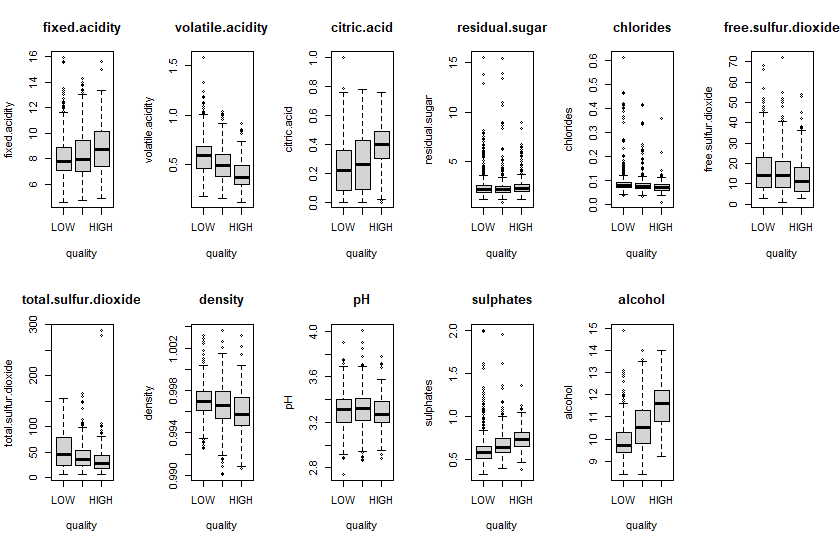 fixed.acidity volatile.acidity citric.acid residual.sugar chlorides free.sulfur.dioxide
fixed.acidity
6 8 10 12 14 16
LOW HIGH
quality
volatile.acidity
0.5 1.0 1.5
LOW HIGH
quality
citric.acid
0.0 0.2 0.4 0.6 0.8 1.0
LOW HIGH
quality
residual.sugar
5 10 15
LOW HIGH
quality
chlorides
0.0 0.1 0.2 0.3 0.4 0.5 0.6
LOW HIGH
quality
free.sulfur.dioxide
0 10 20 30 40 50 60 70
LOW HIGH
quality
total.sulfur.dioxide density pH sulphates alcohol
total.sulfur.dioxide
0 50 100 200 300
LOW HIGH
quality
density
0.990 0.994 0.998 1.002
LOW HIGH
quality
pH
2.8 3.2 3.6 4.0
LOW HIGH
quality
sulphates
0.5 1.0 1.5 2.0
LOW HIGH
quality
alcohol
9 10 11 12 13 14 15
LOW HIGH
quality